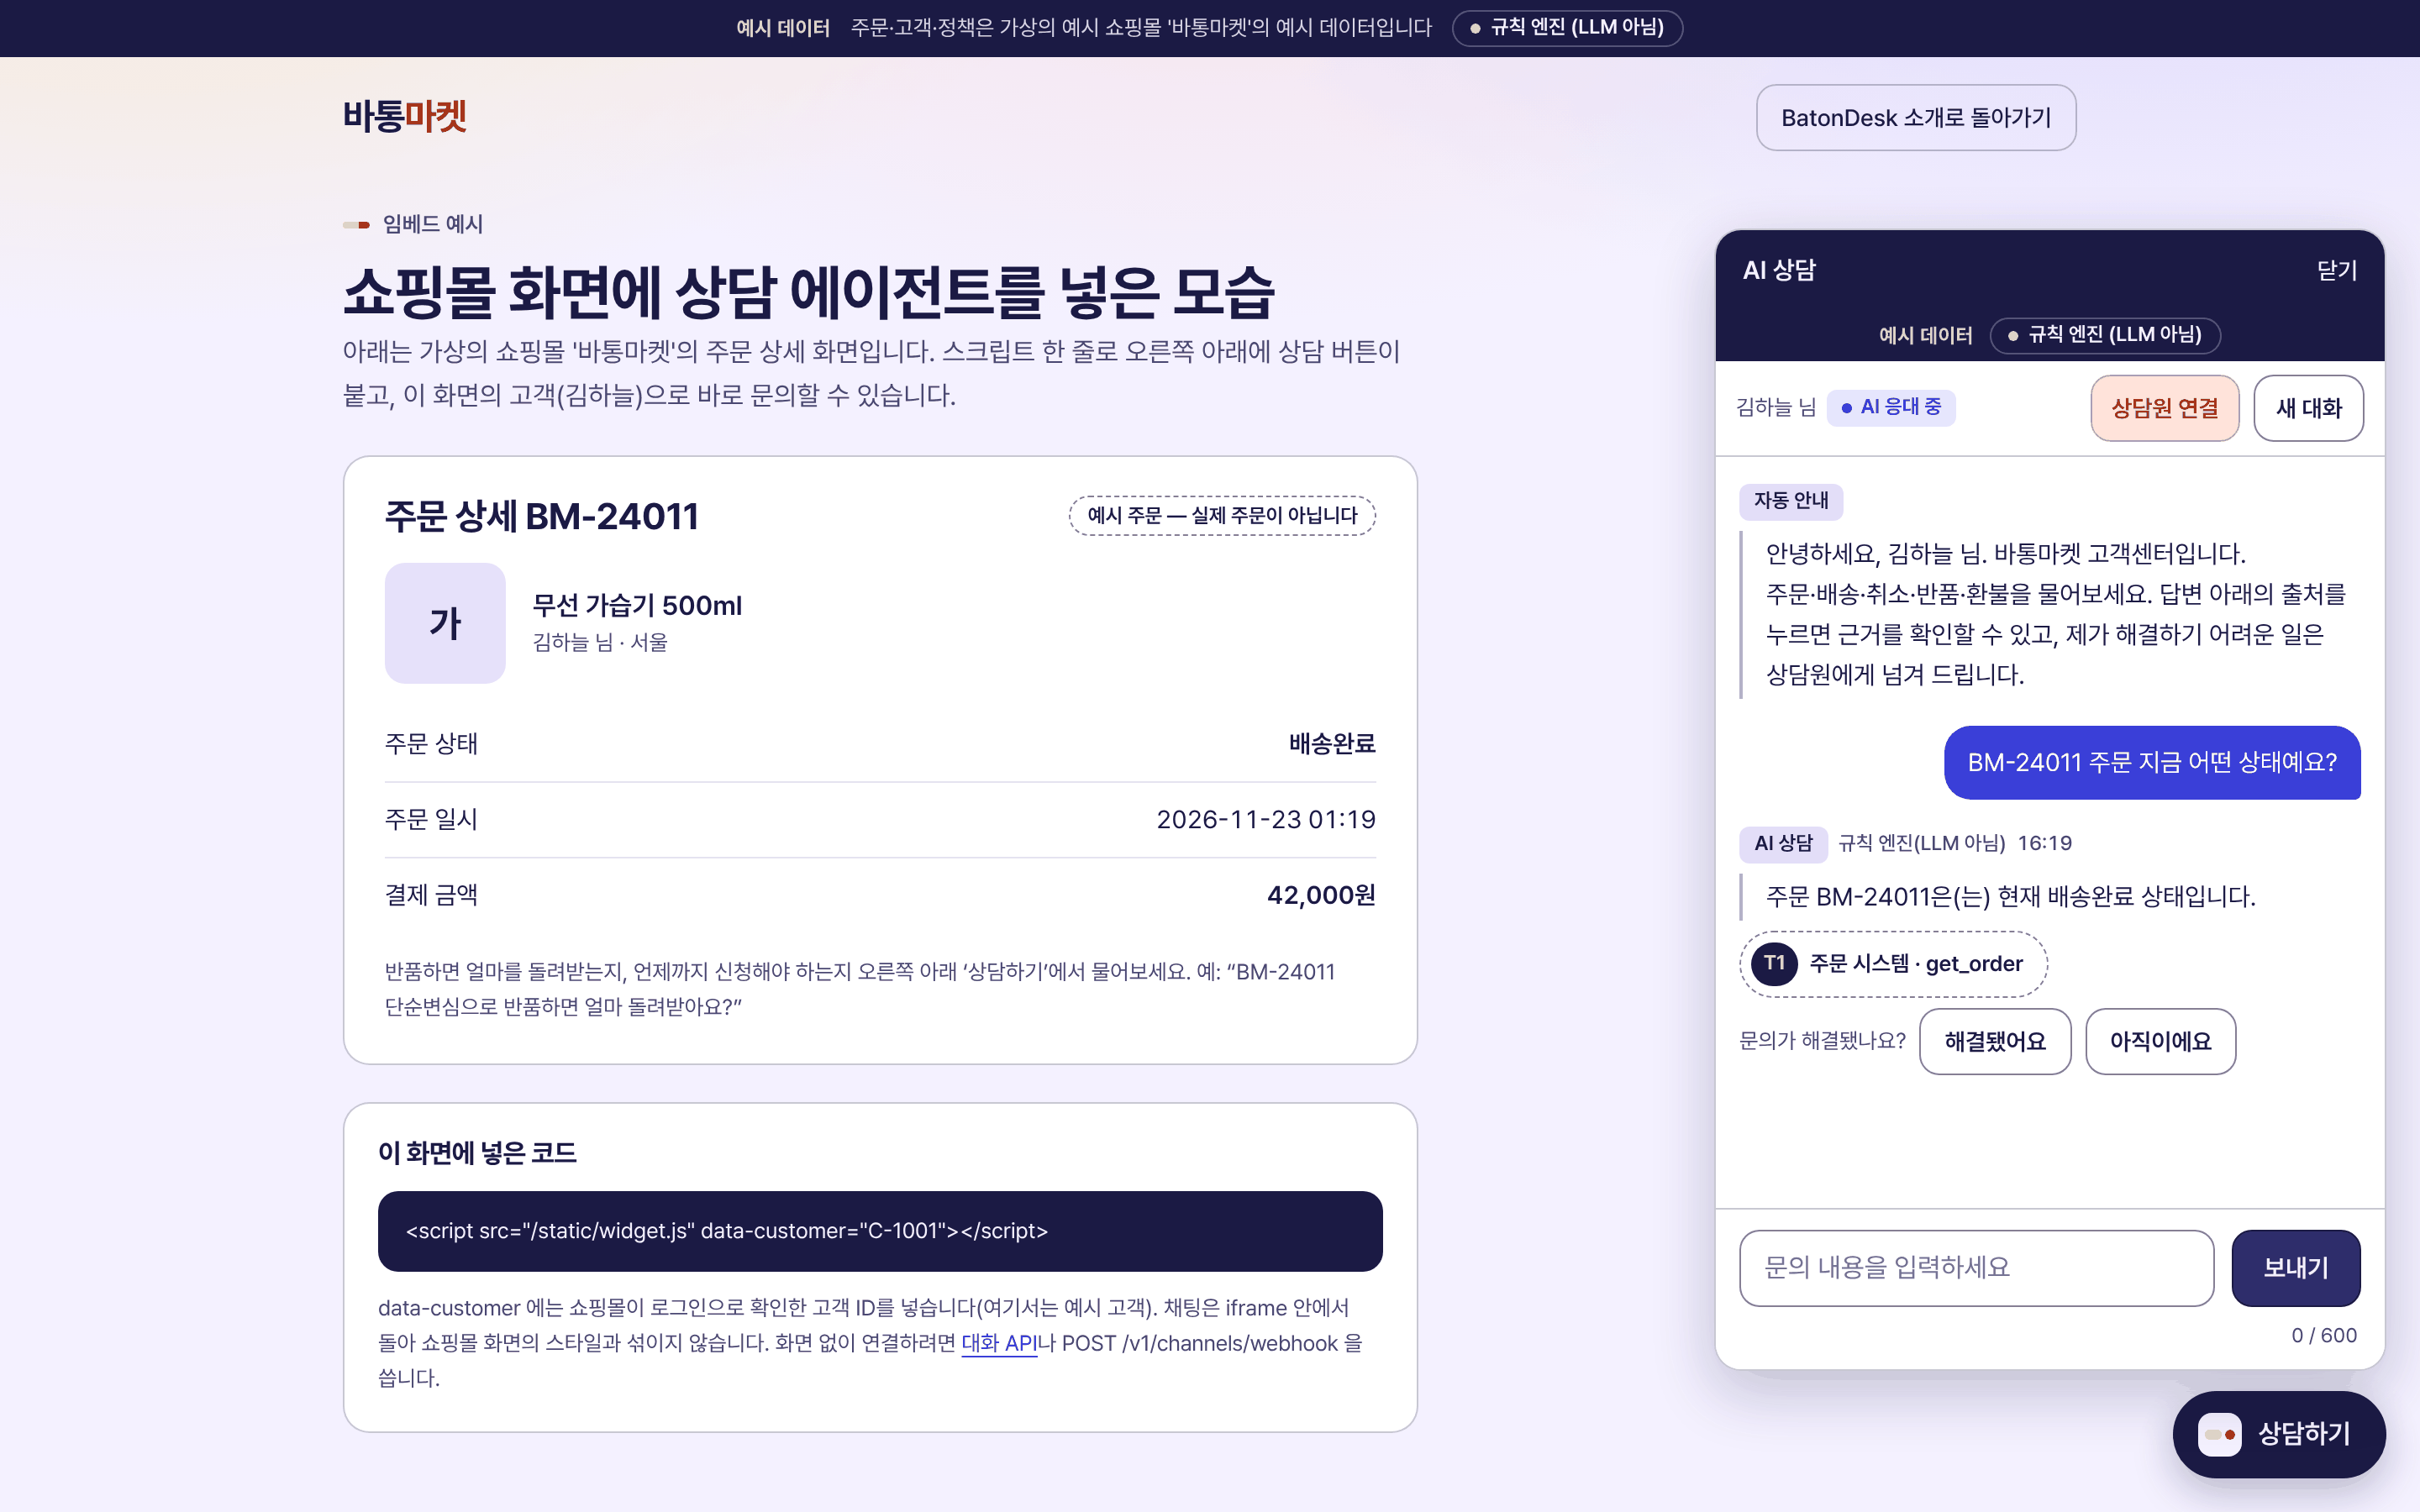 예시 데이터 주문·고객·정책은 가상의 예시 쇼핑몰 '바통마켓'의 예시 데이터입니다 규칙 엔진 (LLM 아님)
바통마켓
BatonDesk 소개로 돌아가기
임베드 예시
쇼핑몰 화면에 상담 에이전트를 넣은 모습
아래는 가상의 쇼핑몰 '바통마켓'의 주문 상세 화면입니다. 스크립트 한 줄로 오른쪽 아래에 상담 버튼이
붙고, 이 화면의 고객(김하늘)으로 바로 문의할 수 있습니다.
주문 상세 BM-24011
예시 주문 — 실제 주문이 아닙니다
가
무선 가습기 500ml
김하늘 님 · 서울
주문 상태 배송완료
주문 일시 2026-11-23 01:19
결제 금액 42,000원
반품하면 얼마를 돌려받는지, 언제까지 신청해야 하는지 오른쪽 아래 ‘상담하기’에서 물어보세요. 예: “BM-24011
단순변심으로 반품하면 얼마 돌려받아요?”
이 화면에 넣은 코드
<script src="/static/widget.js" data-customer="C-1001"></script>
data-customer 에는 쇼핑몰이 로그인으로 확인한 고객 ID를 넣습니다(여기서는 예시 고객). 채팅은 iframe 안에서
돌아 쇼핑몰 화면의 스타일과 섞이지 않습니다. 화면 없이 연결하려면 대화 API나 POST /v1/channels/webhook 을
씁니다.
AI 상담 닫기
예시 데이터 규칙 엔진 (LLM 아님)
김하늘 님 AI 응대 중 상담원 연결 새 대화
자동 안내
안녕하세요, 김하늘 님. 바통마켓 고객센터입니다.
주문·배송·취소·반품·환불을 물어보세요. 답변 아래의 출처를
누르면 근거를 확인할 수 있고, 제가 해결하기 어려운 일은
상담원에게 넘겨 드립니다.
BM-24011 주문 지금 어떤 상태예요?
AI 상담 규칙 엔진(LLM 아님) 16:19
주문 BM-24011은(는) 현재 배송완료 상태입니다.
T1 주문 시스템 · get_order
문의가 해결됐나요? 해결됐어요 아직이에요
문의 내용을 입력하세요 보내기
0 / 600
상담하기